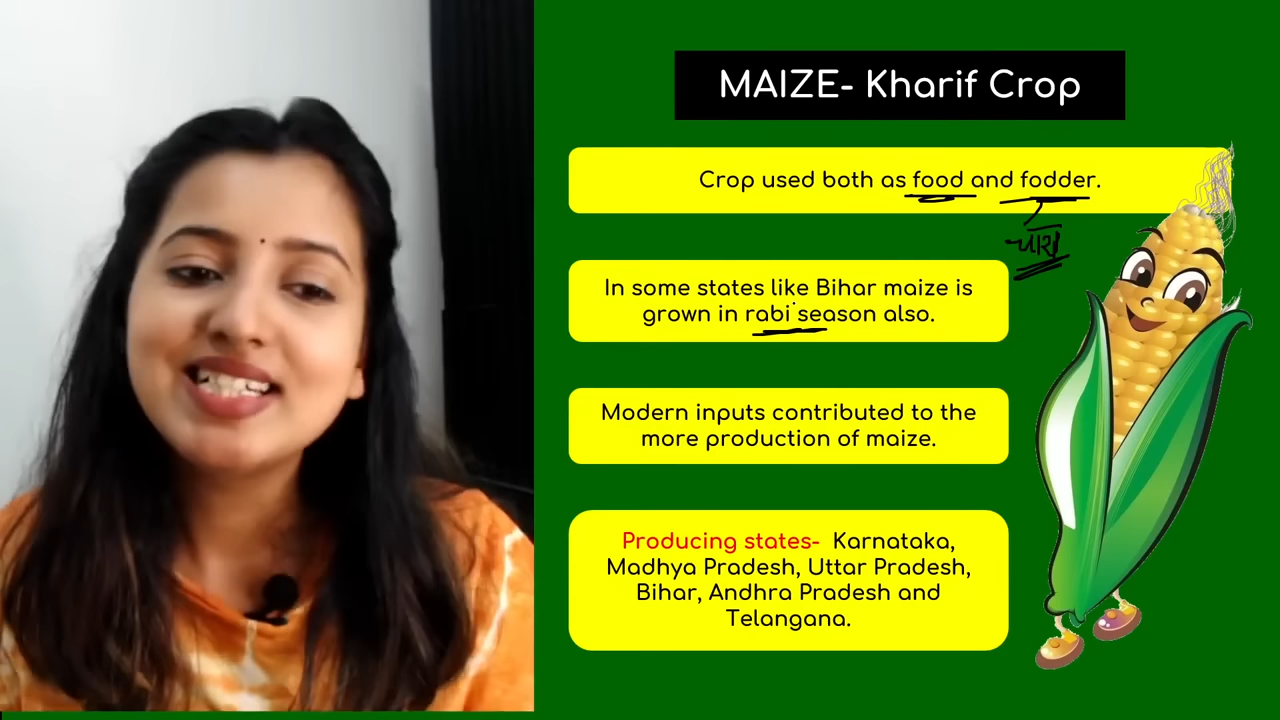 MAIZE- Kharif Crop
Crop used both as food and fodder.
चारा
In some states like Bihar maize is
grown in rabi season also.
Modern inputs contributed to the
more production of maize.
Producing states- Karnataka,
Madhya Pradesh, Uttar Pradesh,
Bihar, Andhra Pradesh and
Telangana.